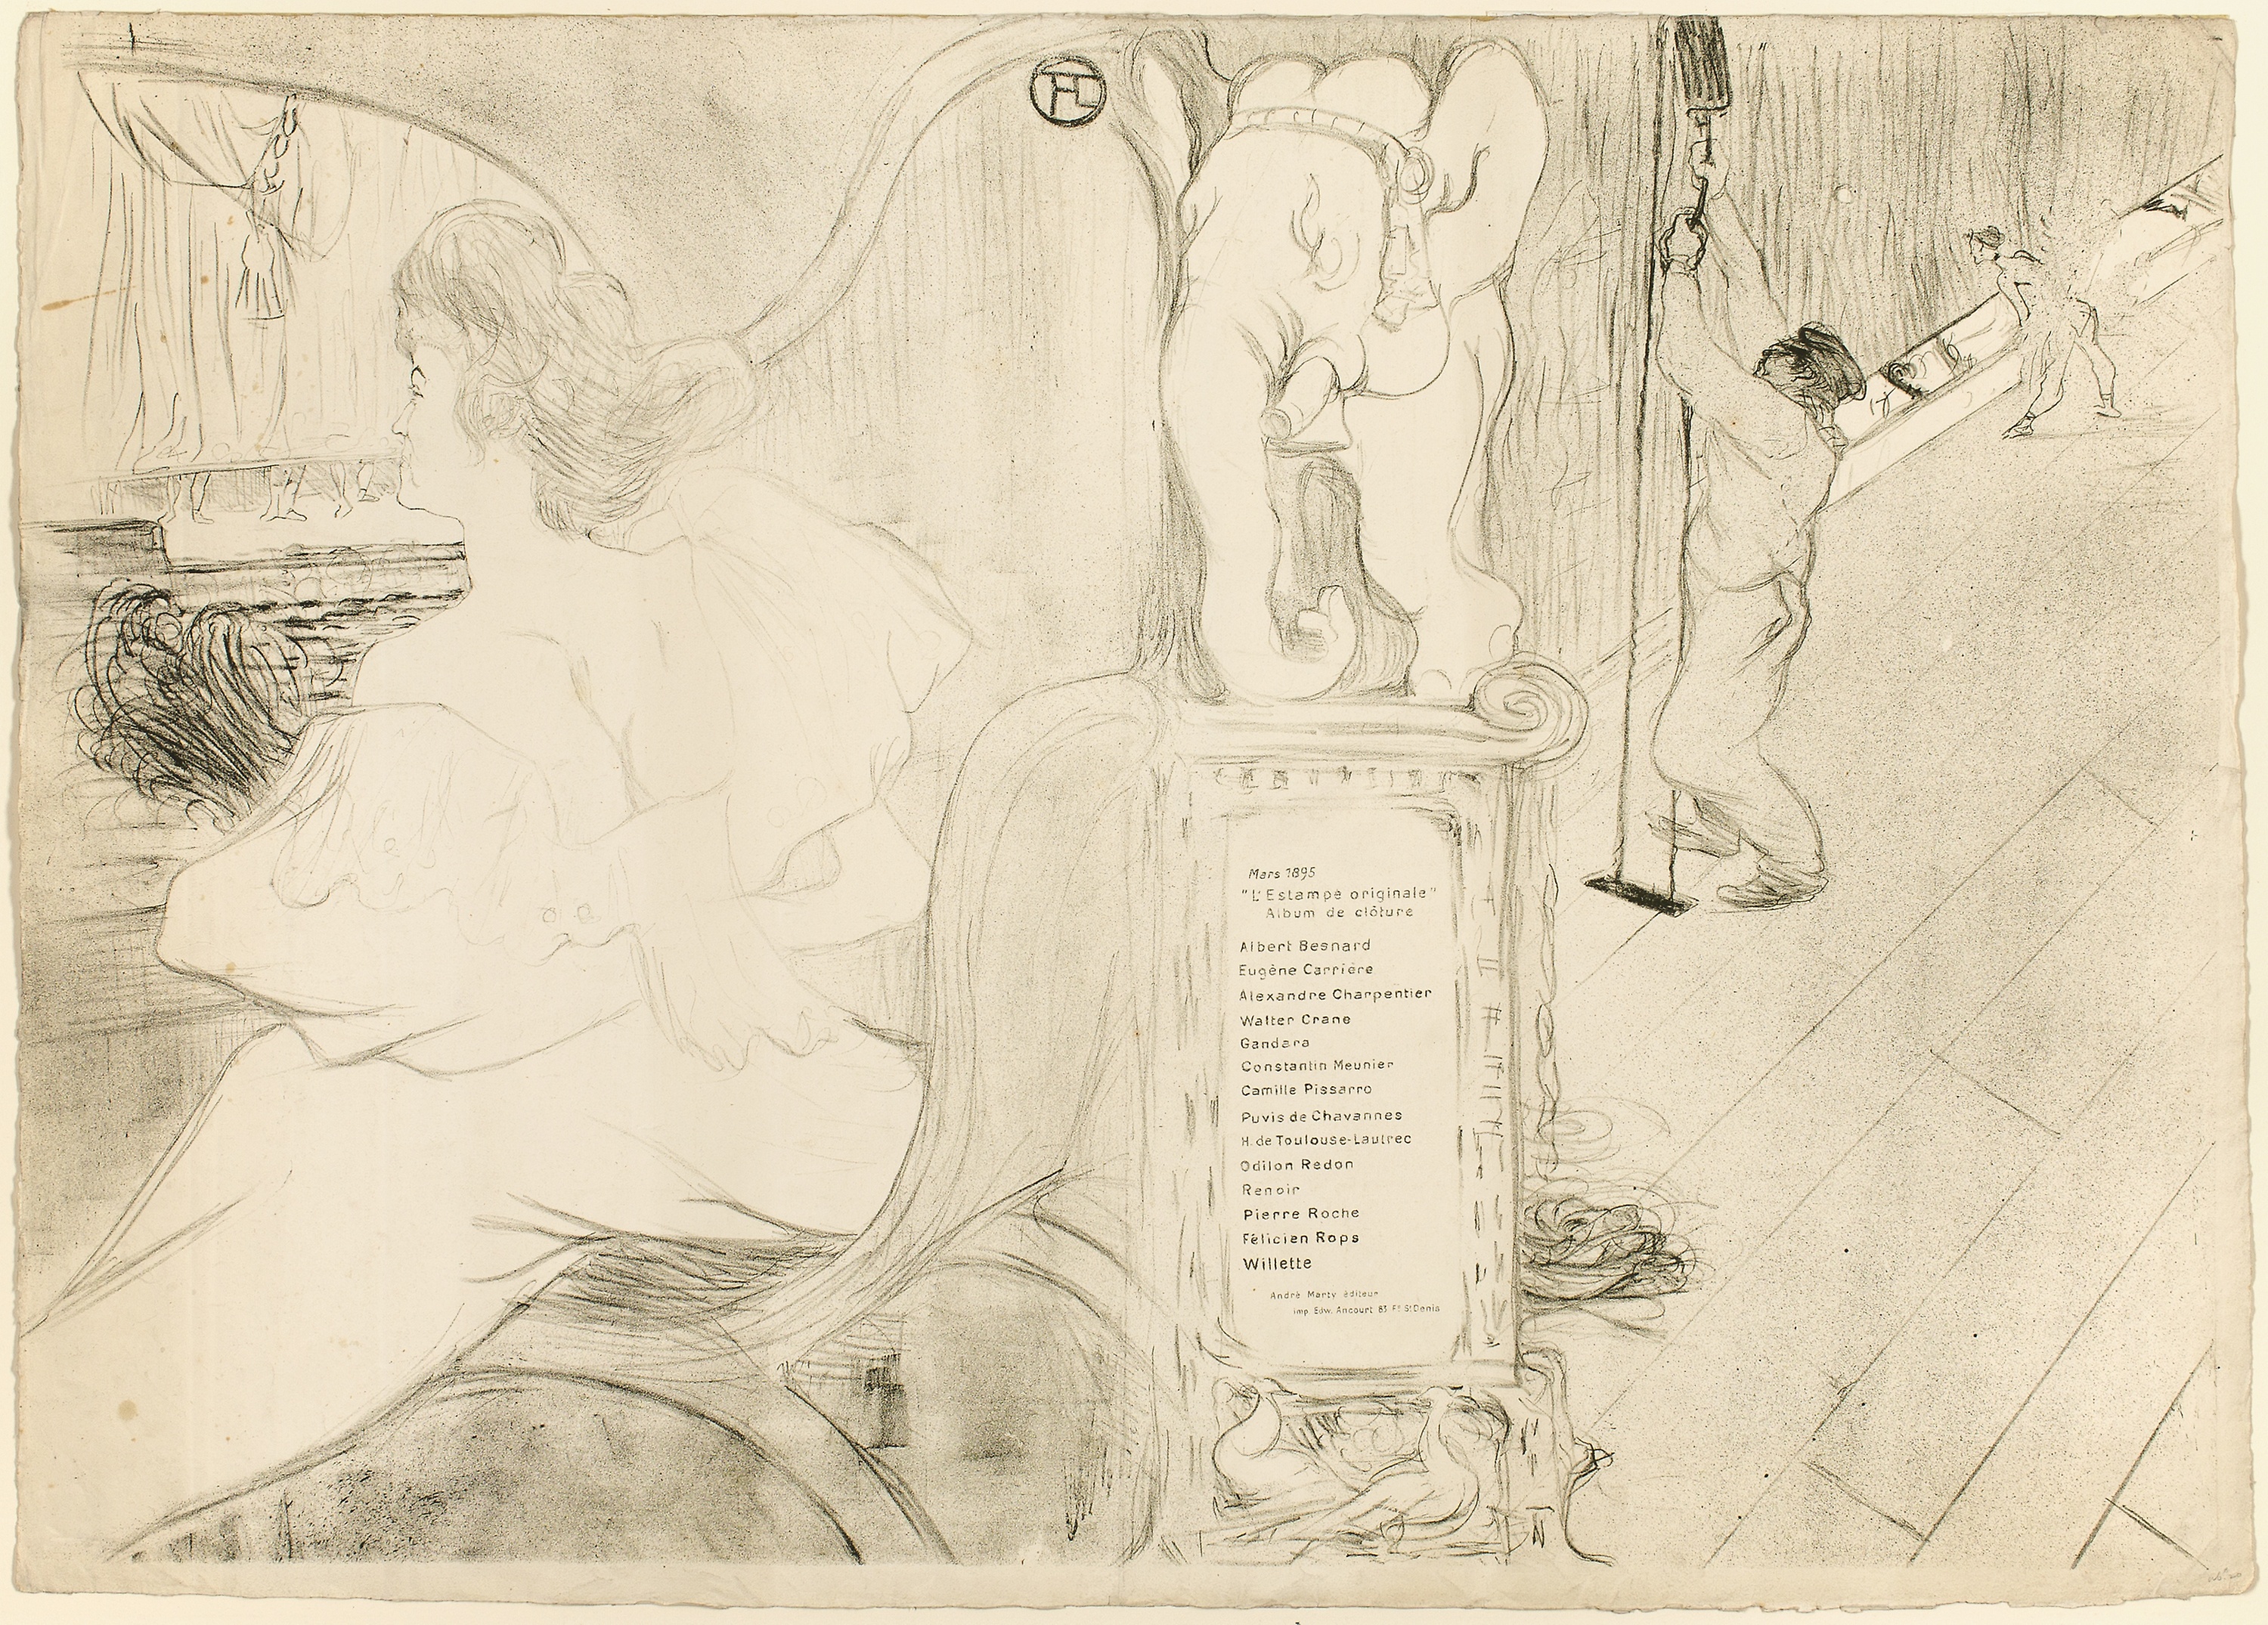 Mars 1895
"L'Estampe originale"
Album de clôture
Albert Besnard
Eugène Carrière
Alexandre Charpentier
Walter Crane
Gandara
Constantin Meunier
Camille Pissarro
Puvis de Chavannes
H. de Toulouse-Lautrec
Odilon Redon
Renoir
Pierre Roche
Félicien Rops
Willette
André Marty éditeur
imp. Edw. Ancourt 83 Fg St Denis